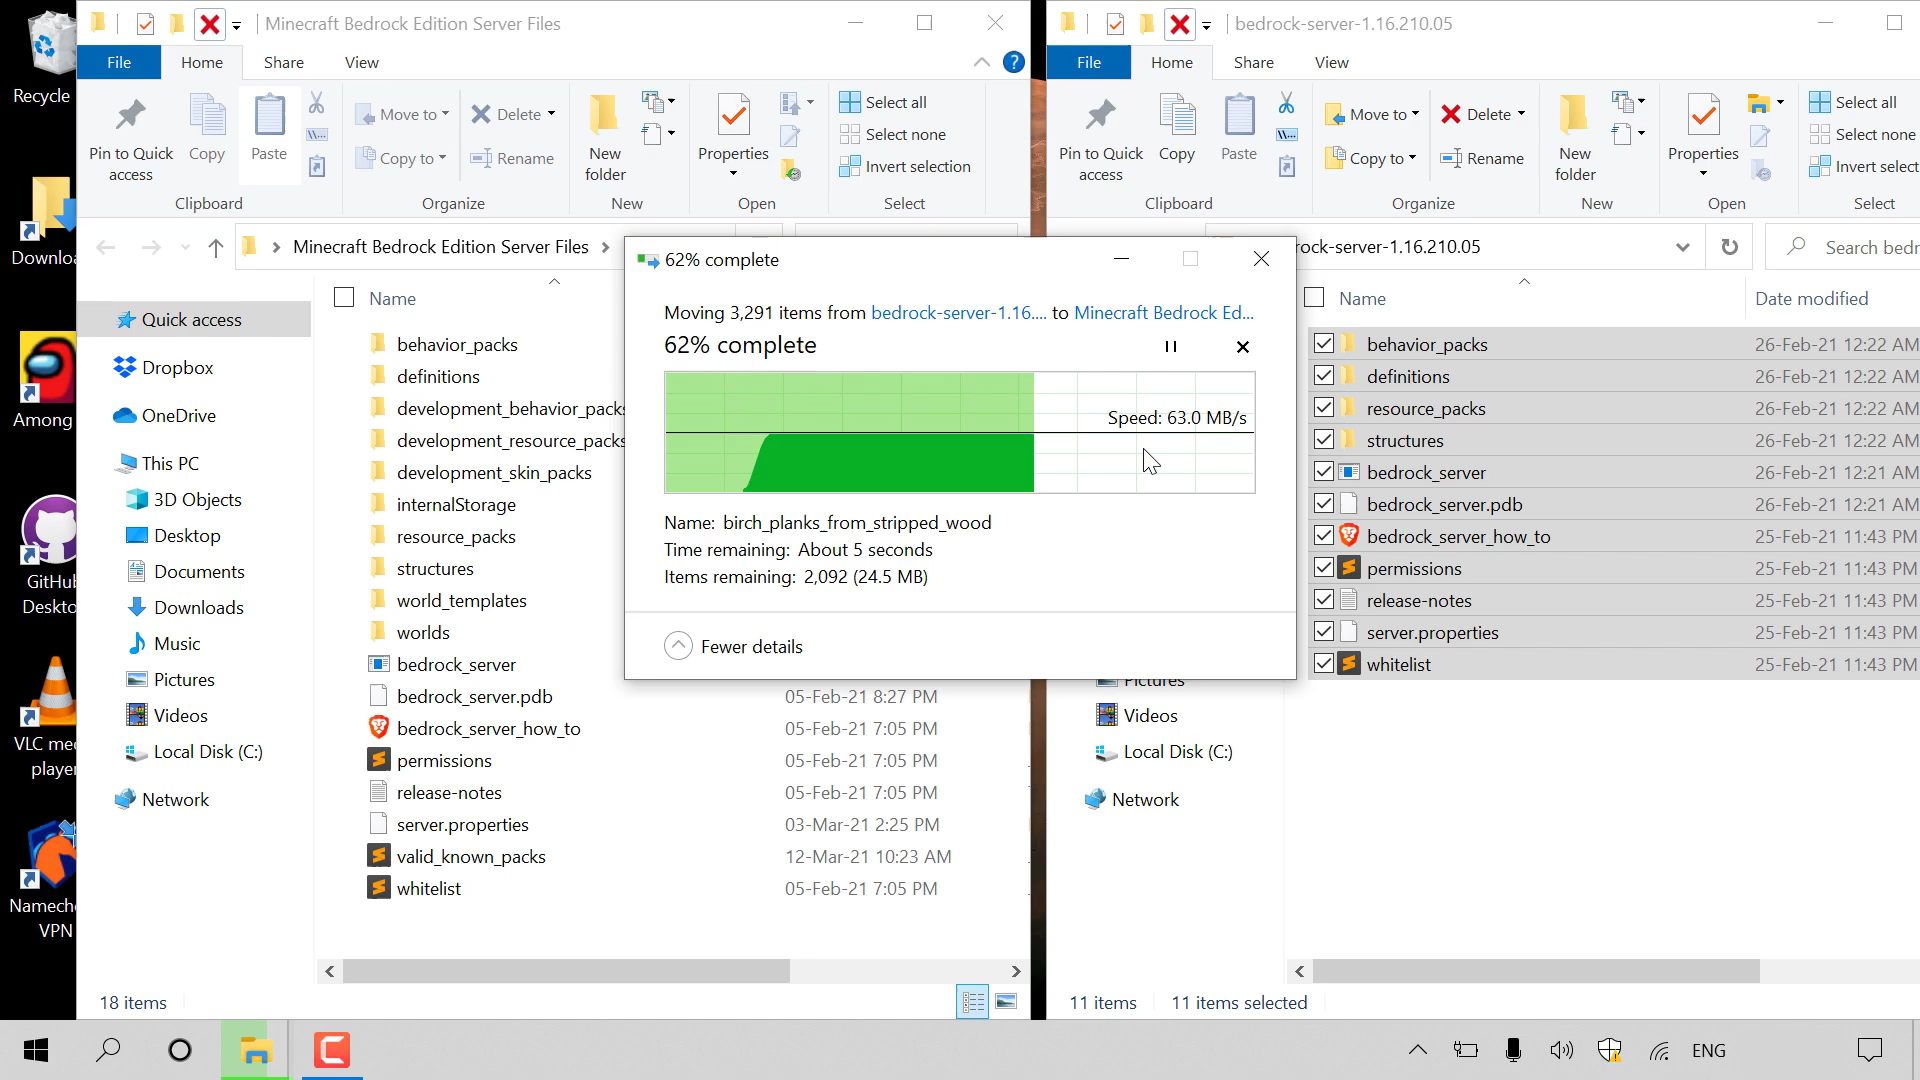 Recycle
Downloa
Among
GitHub
Deskto
VLC me
player
Namech
VPN
Minecraft Bedrock Edition Server Files
File
Home
Share
View
Pin to Quick
access
Copy
Paste
Clipboard
Move to
Copy to
Delete
Rename
Organize
New
folder
New
Properties
Open
Select all
Select none
Invert selection
Select
Minecraft Bedrock Edition Server Files
Quick access
Dropbox
OneDrive
This PC
3D Objects
Desktop
Documents
Downloads
Music
Pictures
Videos
Local Disk (C:)
Network
Name
behavior_packs
definitions
development_behavior_packs
development_resource_packs
development_skin_packs
internalStorage
resource_packs
structures
world_templates
worlds
bedrock_server
bedrock_server.pdb 05-Feb-21 8:27 PM
bedrock_server_how_to 05-Feb-21 7:05 PM
permissions 05-Feb-21 7:05 PM
release-notes 05-Feb-21 7:05 PM
server.properties 03-Mar-21 2:25 PM
valid_known_packs 12-Mar-21 10:23 AM
whitelist 05-Feb-21 7:05 PM
18 items
62% complete
Moving 3,291 items from bedrock-server-1.16.... to Minecraft Bedrock Ed...
62% complete
Speed: 63.0 MB/s
Name: birch_planks_from_stripped_wood
Time remaining: About 5 seconds
Items remaining: 2,092 (24.5 MB)
Fewer details
bedrock-server-1.16.210.05
File
Home
Share
View
Pin to Quick
access
Copy
Paste
Clipboard
Move to
Copy to
Delete
Rename
Organize
New
folder
New
Properties
Open
Select all
Select none
Invert select
Select
rock-server-1.16.210.05
Search bedr
Name
Date modified
behavior_packs 26-Feb-21 12:22 AM
definitions 26-Feb-21 12:22 AM
resource_packs 26-Feb-21 12:22 AM
structures 26-Feb-21 12:22 AM
bedrock_server 26-Feb-21 12:21 AM
bedrock_server.pdb 26-Feb-21 12:21 AM
bedrock_server_how_to 25-Feb-21 11:43 PM
permissions 25-Feb-21 11:43 PM
release-notes 25-Feb-21 11:43 PM
server.properties 25-Feb-21 11:43 PM
whitelist 25-Feb-21 11:43 PM
Pictures
Videos
Local Disk (C:)
Network
11 items
11 items selected
ENG